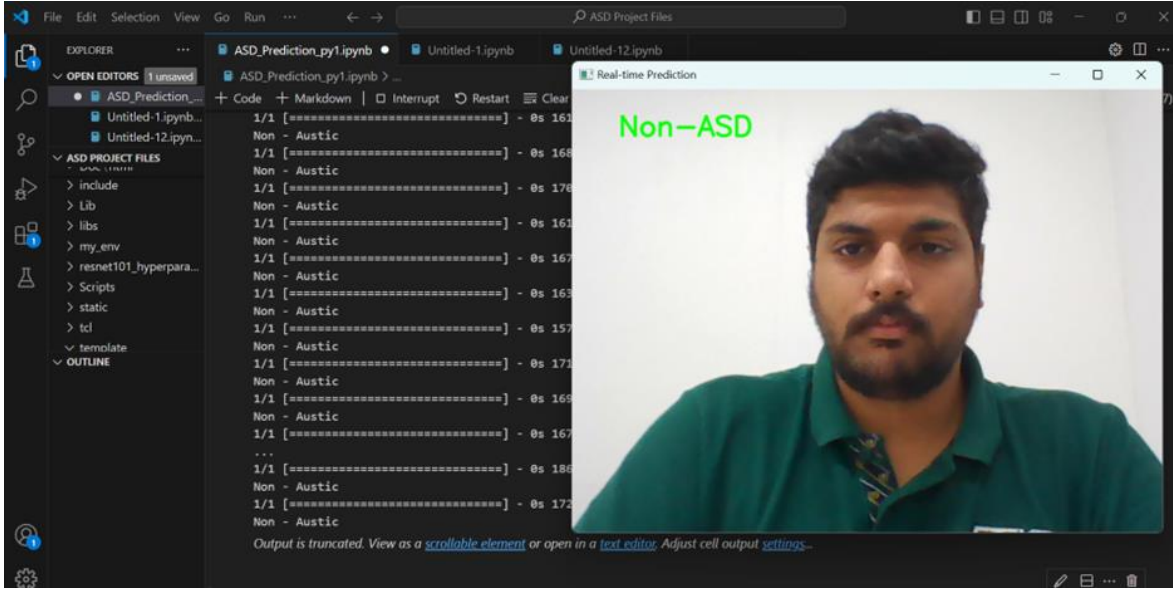 File Edit Selection View Go Run ... ASD Project Files
EXPLORER
OPEN EDITORS 1 unsaved
ASD_Prediction_...
Untitled-1.ipynb...
Untitled-12.ipyn...
ASD PROJECT FILES
include
Lib
libs
my_env
resnet101_hyperpara...
Scripts
static
tcl
template
OUTLINE
ASD_Prediction_py1.ipynb Untitled-1.ipynb Untitled-12.ipynb
ASD_Prediction_py1.ipynb > ...
+ Code + Markdown | Interrupt Restart Clear
1/1 [==============================] - 0s 161
Non - Austic
1/1 [==============================] - 0s 168
Non - Austic
1/1 [==============================] - 0s 170
Non - Austic
1/1 [==============================] - 0s 161
Non - Austic
1/1 [==============================] - 0s 167
Non - Austic
1/1 [==============================] - 0s 163
Non - Austic
1/1 [==============================] - 0s 157
Non - Austic
1/1 [==============================] - 0s 171
Non - Austic
1/1 [==============================] - 0s 169
Non - Austic
1/1 [==============================] - 0s 167
...
1/1 [==============================] - 0s 186
Non - Austic
1/1 [==============================] - 0s 172
Non - Austic
Output is truncated. View as a scrollable element or open in a text editor. Adjust cell output settings...
Real-time Prediction
Non-ASD